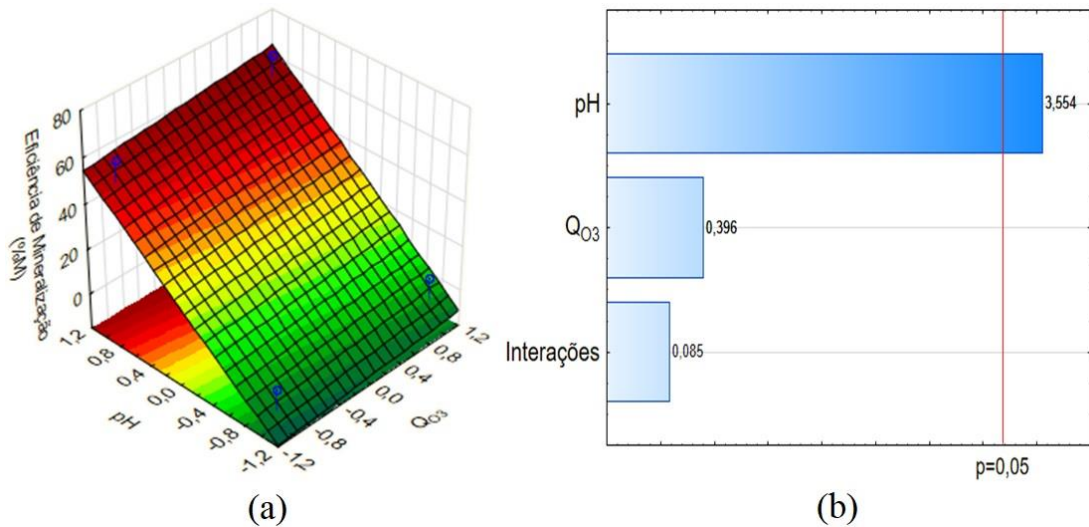 80
60
40
20
0
Eficiência de Mineralização
(%M)
1,2
0,8
0,4
0,0
-0,4
-0,8
-1,2
pH
-1,2
-0,8
-0,4
0,0
0,4
0,8
1,2
QO3
(a)
pH
3,554
QO3
0,396
Interações
0,085
p=0,05
(b)